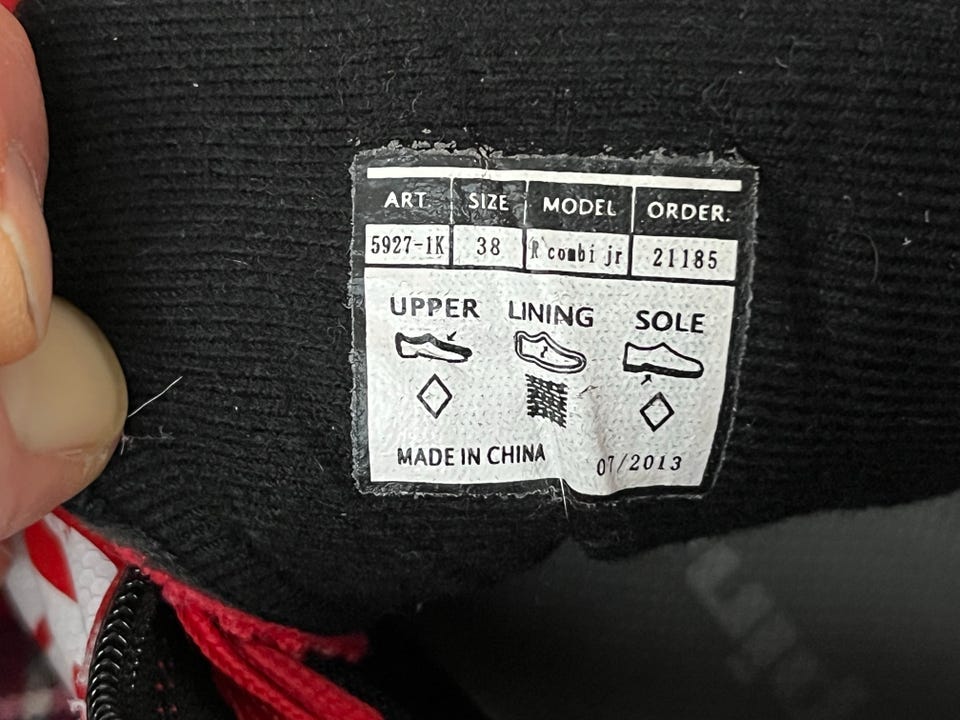 ART SIZE MODEL ORDER.
5927-1K 38 R combi jr 21185
UPPER LINING SOLE
MADE IN CHINA 07/2013